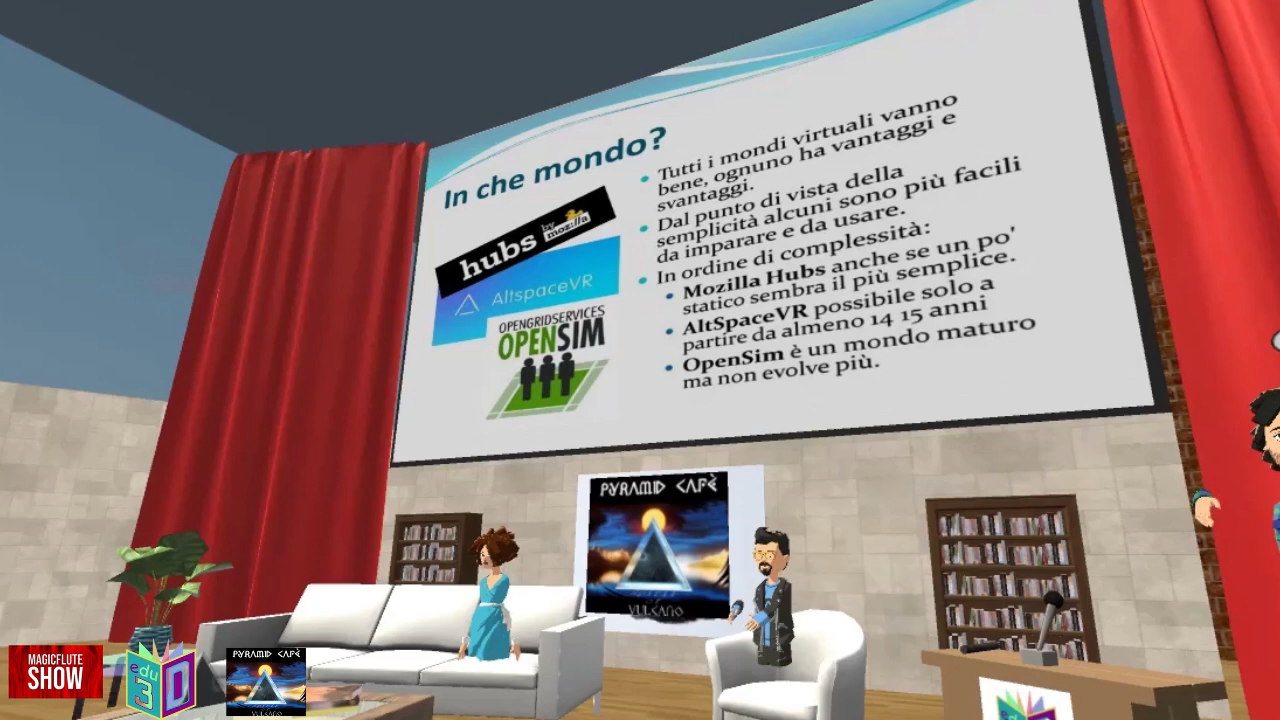 In che mondo?
hubs by
moz://a
AltspaceVR
OPENGRIDSERVICES
OPENSIM
Tutti i mondi virtuali vanno
bene, ognuno ha vantaggi e
svantaggi.
Dal punto di vista della
semplicità alcuni sono più facili
da imparare e da usare.
In ordine di complessità:
Mozilla Hubs anche se un po'
statico sembra il più semplice.
AltSpaceVR possibile solo a
partire da almeno 14 15 anni
OpenSim è un mondo maturo
ma non evolve più.
PYRAMID CAFÈ
VULCANO
MAGICFLUTE
SHOW
edu
3D
PYRAMID CAFÈ
VULCANO
edu